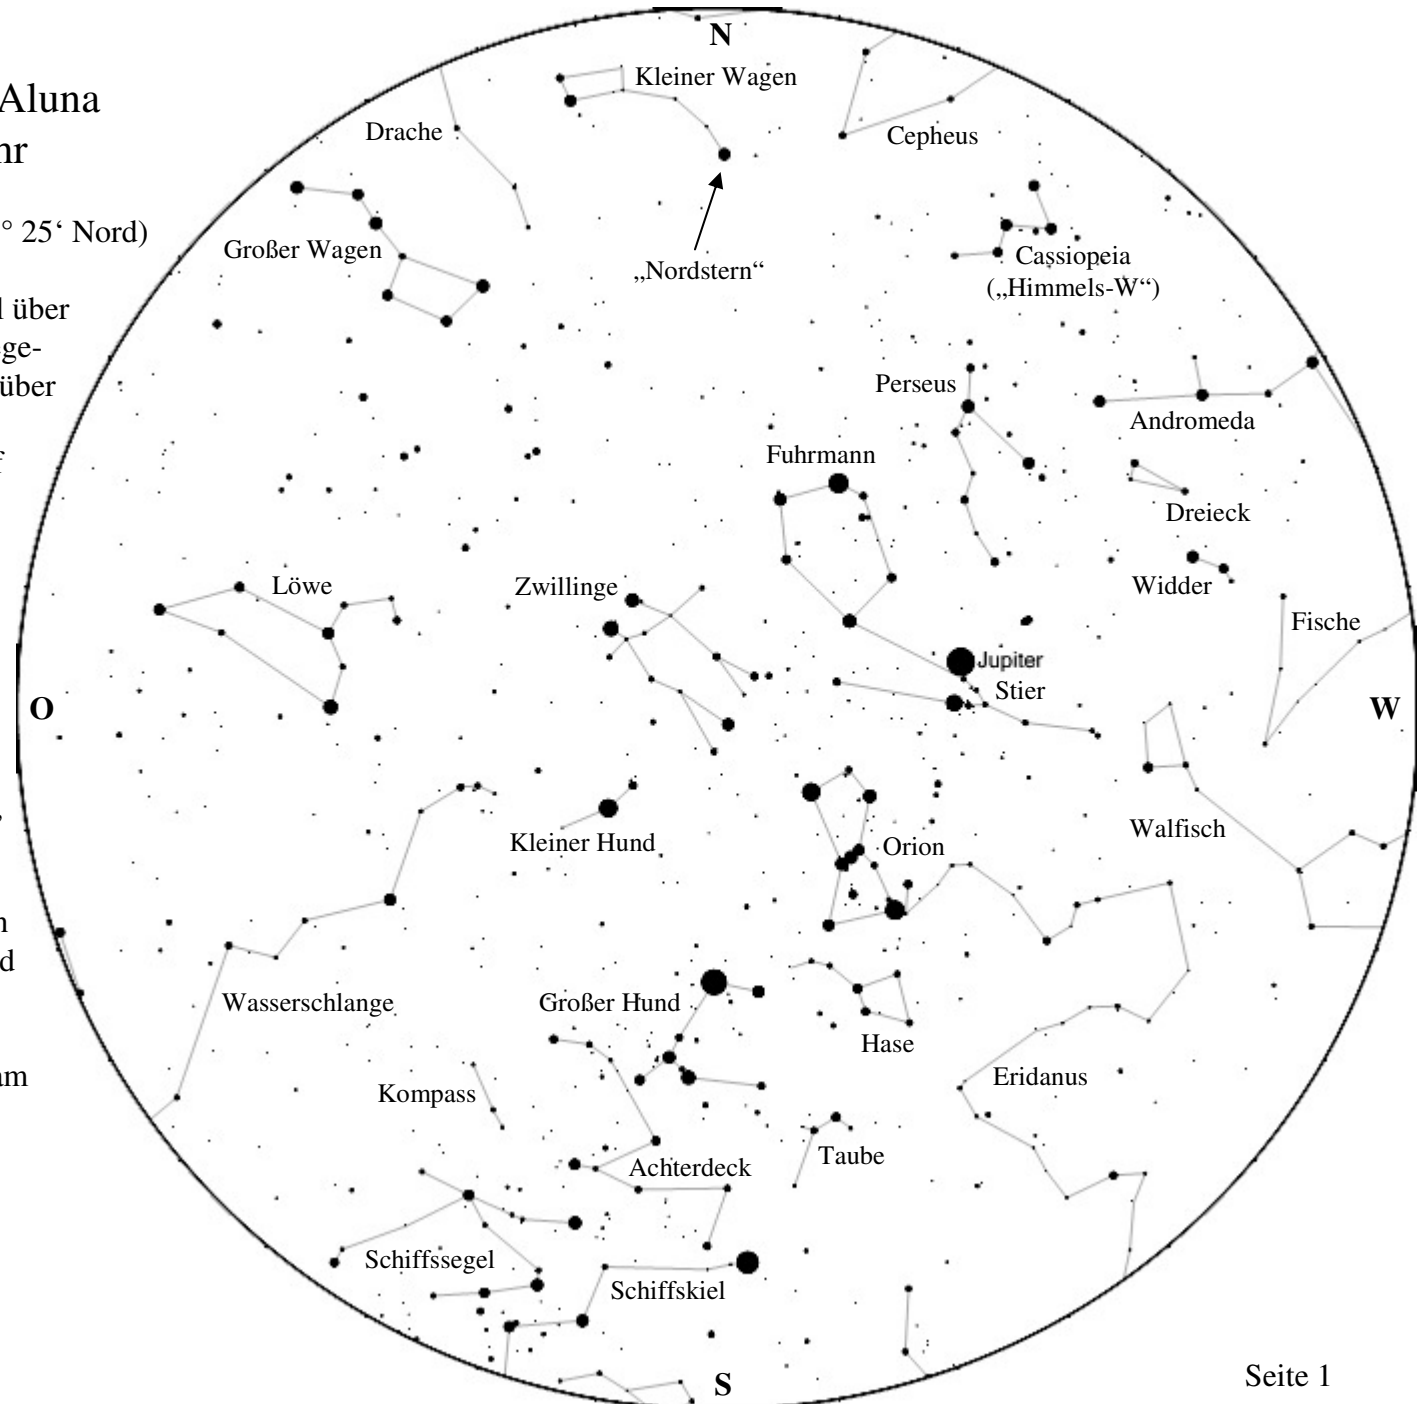 N
Aluna
hr
° 25‘ Nord)
l über
ge-
über
f
,
n
d
am
Kleiner Wagen
Drache
Cepheus
Großer Wagen
„Nordstern“
Cassiopeia
(„Himmels-W“)
Perseus
Andromeda
Fuhrmann
Dreieck
Löwe
Zwillinge
Widder
Fische
Jupiter
Stier
O
W
Kleiner Hund
Orion
Walfisch
Wasserschlange
Großer Hund
Hase
Kompass
Eridanus
Taube
Achterdeck
Schiffssegel
Schiffskiel
S
Seite 1